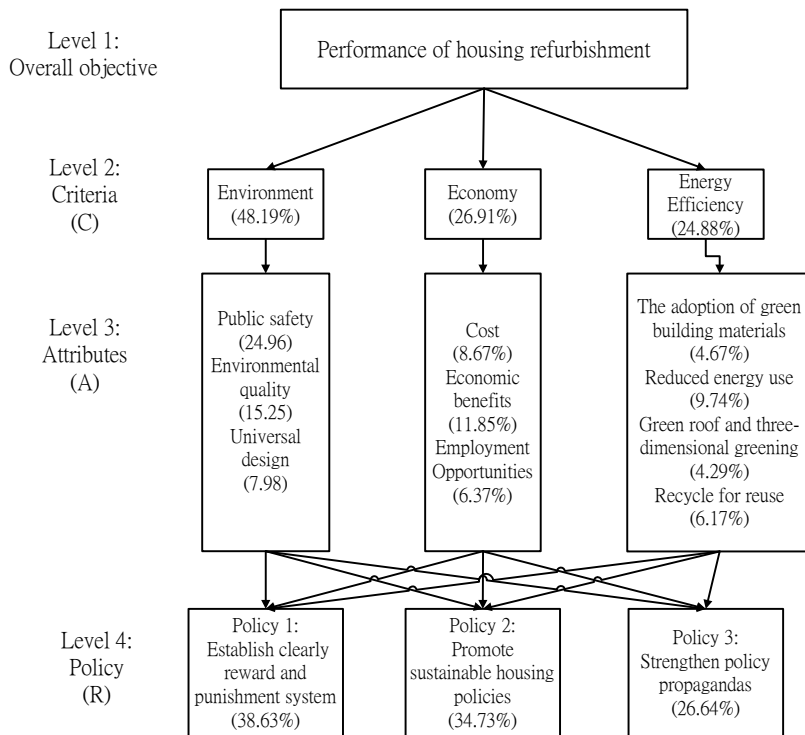 Level 1:
Overall objective
Performance of housing refurbishment
Level 2:
Criteria
(C)
Environment
(48.19%)
Economy
(26.91%)
Energy
Efficiency
(24.88%)
Level 3:
Attributes
(A)
Public safety
(24.96)
Environmental
quality
(15.25)
Universal
design
(7.98)
Cost
(8.67%)
Economic
benefits
(11.85%)
Employment
Opportunities
(6.37%)
The adoption of green
building materials
(4.67%)
Reduced energy use
(9.74%)
Green roof and three-
dimensional greening
(4.29%)
Recycle for reuse
(6.17%)
Level 4:
Policy
(R)
Policy 1:
Establish clearly
reward and
punishment system
(38.63%)
Policy 2:
Promote
sustainable housing
policies
(34.73%)
Policy 3:
Strengthen policy
propagandas
(26.64%)